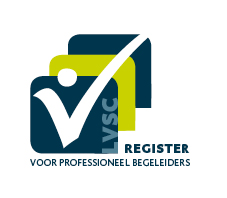 LVSC
REGISTER
VOOR PROFESSIONEEL BEGELEIDERS